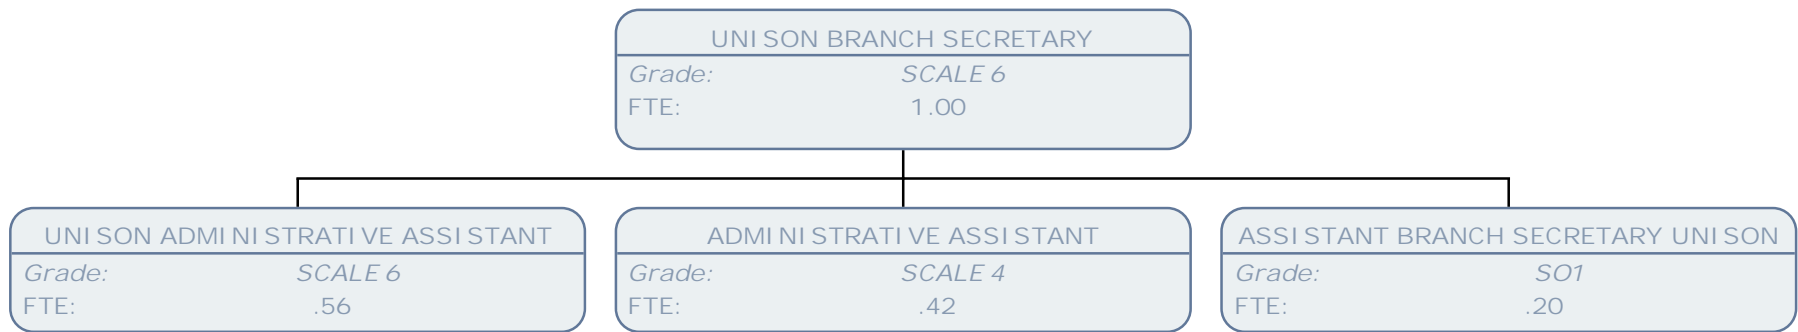 UNISON BRANCH SECRETARY
Grade: SCALE 6
FTE: 1.00
UNISON ADMINISTRATIVE ASSISTANT
Grade: SCALE 6
FTE: .56
ADMINISTRATIVE ASSISTANT
Grade: SCALE 4
FTE: .42
ASSISTANT BRANCH SECRETARY UNISON
Grade: SO1
FTE: .20